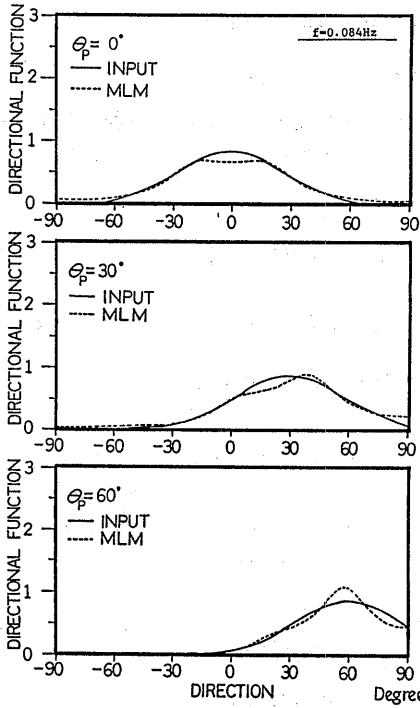 DIRECTIONAL FUNCTION
3
2
1
0
θP=0°
INPUT
MLM
f=0.084Hz
-90 -60 -30 0 30 60 90
DIRECTIONAL FUNCTION
3
2
1
0
θP=30°
INPUT
MLM
-90 -60 -30 0 30 60 90
DIRECTIONAL FUNCTION
3
2
1
0
θP=60°
INPUT
MLM
-90 -60 -30 0 30 60 90
DIRECTION
Degre